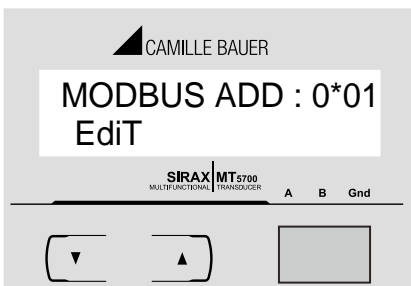 CAMILLE BAUER
MODBUS ADD : 0*01
EdiT
SIRAX MT5700
MULTIFUNCTIONAL TRANSDUCER
A B Gnd